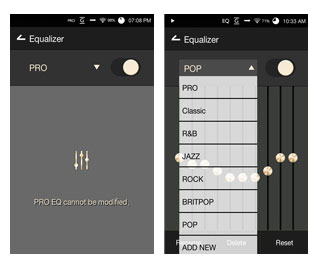 PRO 98% 07:08 PM
Equalizer
PRO
PRO EQ cannot be modified.
EQ 71% 10:33 AM
Equalizer
POP
PRO
Classic
R&B
JAZZ
ROCK
BRITPOP
POP
ADD NEW
Delete
Reset